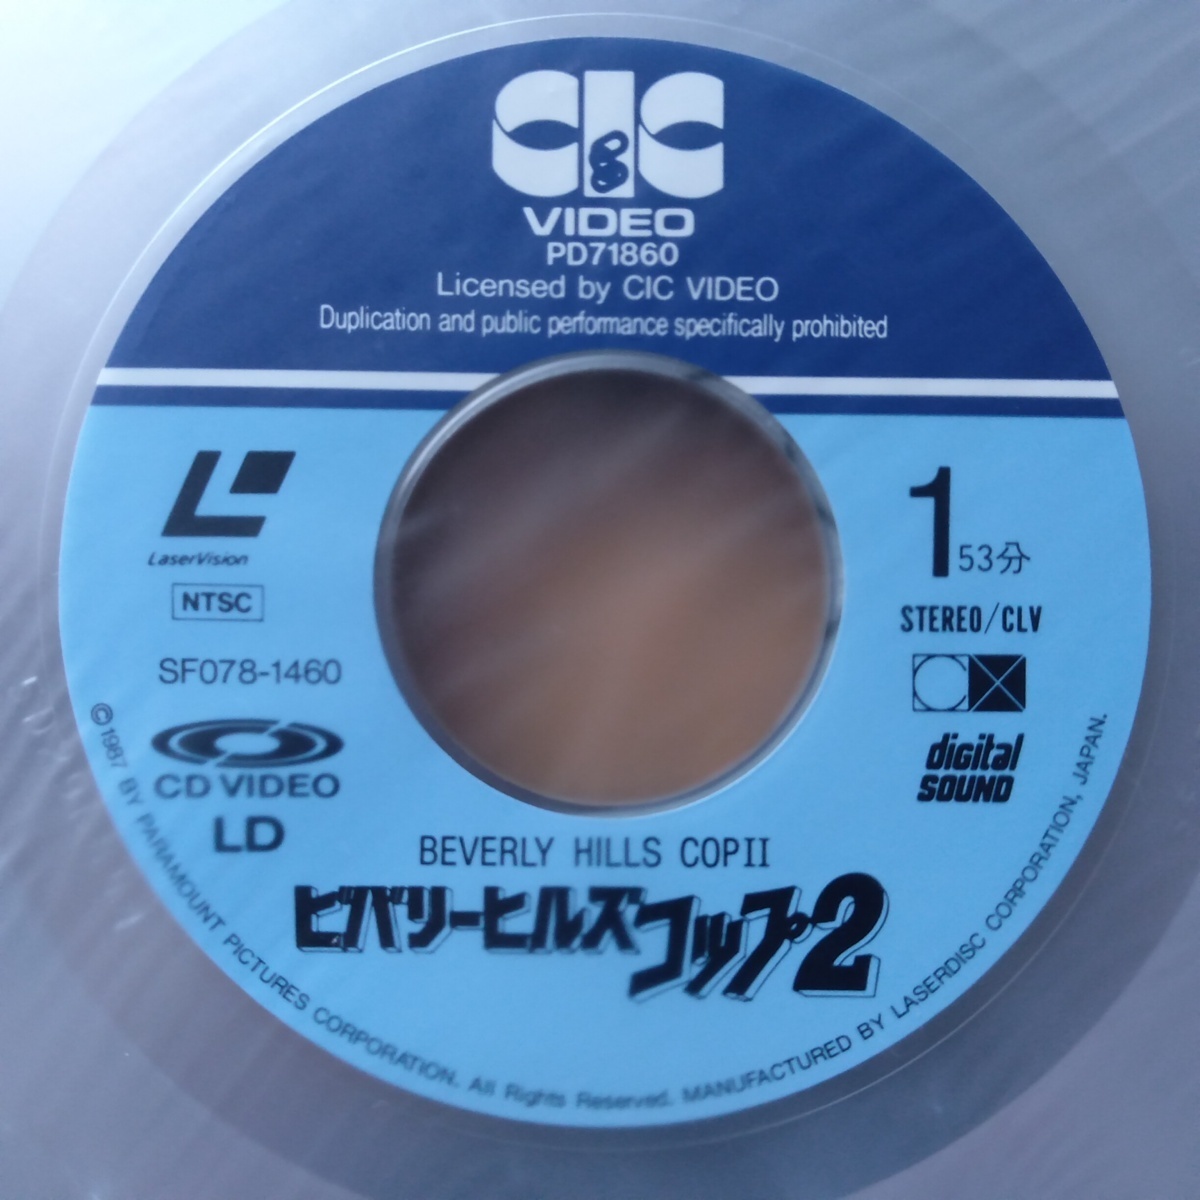 CIC
&
VIDEO
PD71860
Licensed by CIC VIDEO
Duplication and public performance specifically prohibited
LaserVision
NTSC
SF078-1460
CD VIDEO
LD
1 53分
STEREO/CLV
digital
SOUND
BEVERLY HILLS COPII
ビバリーヒルズコップ2
©1987 BY PARAMOUNT PICTURES CORPORATION. All Rights Reserved. MANUFACTURED BY LASERDISC CORPORATION, JAPAN.